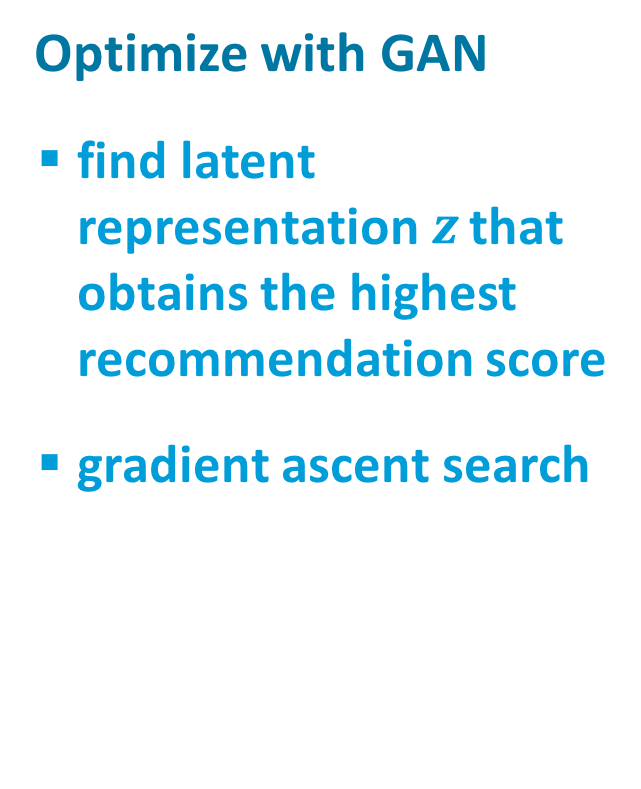 Optimize with GAN
▪ find latent
representation z that
obtains the highest
recommendation score
▪ gradient ascent search